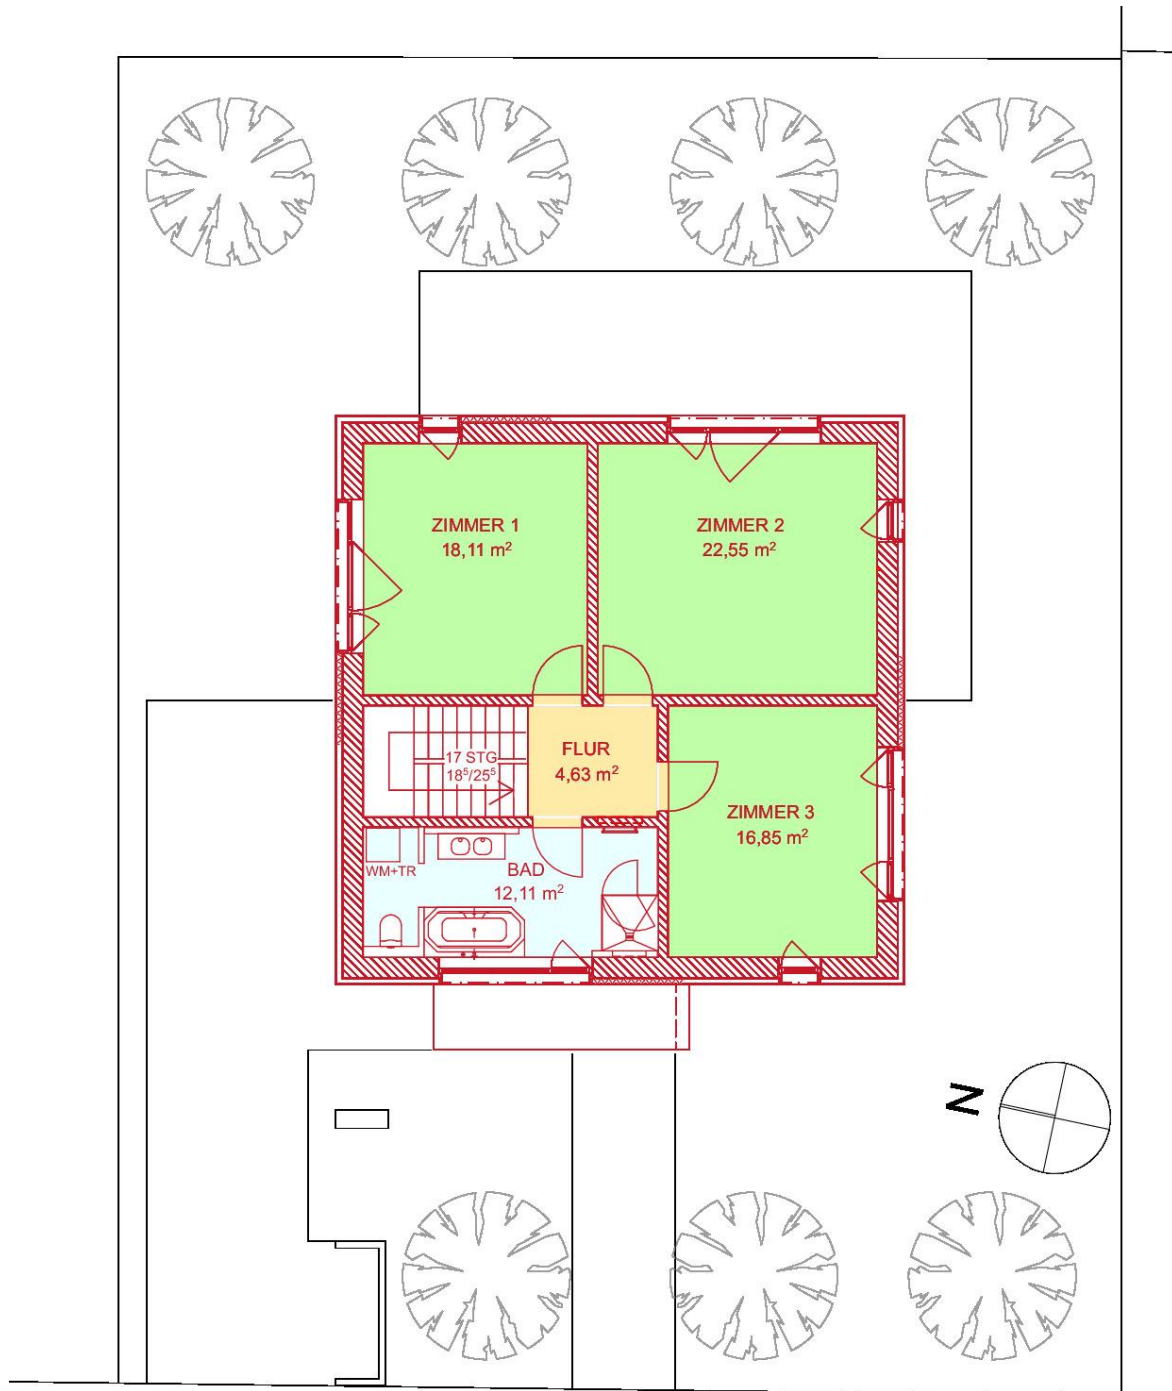 ZIMMER 1
18,11 m²
ZIMMER 2
22,55 m²
17 STG
18⁵/25⁵
FLUR
4,63 m²
ZIMMER 3
16,85 m²
WM+TR
BAD
12,11 m²
N